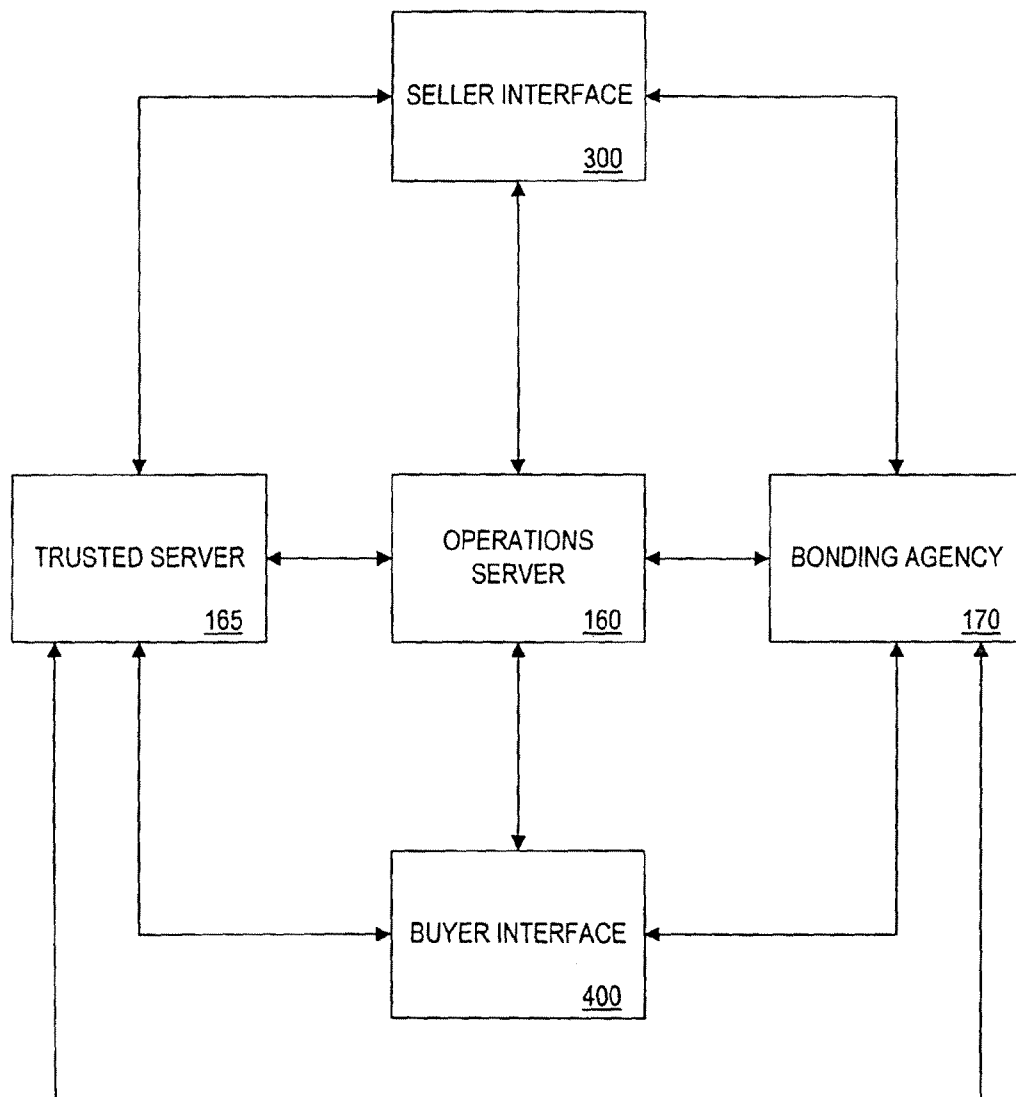 SELLER INTERFACE
300
TRUSTED SERVER
165
OPERATIONS
SERVER
160
BONDING AGENCY
170
BUYER INTERFACE
400